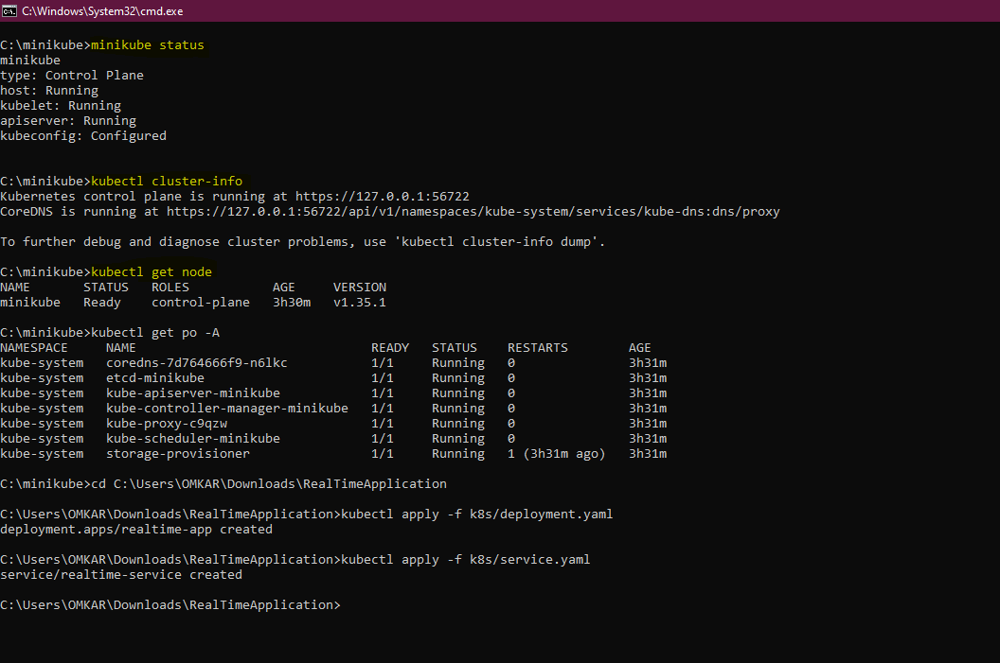 C:\Windows\System32\cmd.exe
C:\minikube>minikube status
minikube
type: Control Plane
host: Running
kubelet: Running
apiserver: Running
kubeconfig: Configured
C:\minikube>kubectl cluster-info
Kubernetes control plane is running at https://127.0.0.1:56722
CoreDNS is running at https://127.0.0.1:56722/api/v1/namespaces/kube-system/services/kube-dns:dns/proxy
To further debug and diagnose cluster problems, use 'kubectl cluster-info dump'.
C:\minikube>kubectl get node
NAME       STATUS   ROLES           AGE     VERSION
minikube   Ready    control-plane   3h30m   v1.35.1
C:\minikube>kubectl get po -A
NAMESPACE     NAME                               READY   STATUS    RESTARTS        AGE
kube-system   coredns-7d764666f9-n6lkc           1/1     Running   0               3h31m
kube-system   etcd-minikube                      1/1     Running   0               3h31m
kube-system   kube-apiserver-minikube            1/1     Running   0               3h31m
kube-system   kube-controller-manager-minikube   1/1     Running   0               3h31m
kube-system   kube-proxy-c9qzw                   1/1     Running   0               3h31m
kube-system   kube-scheduler-minikube            1/1     Running   0               3h31m
kube-system   storage-provisioner                1/1     Running   1 (3h31m ago)   3h31m
C:\minikube>cd C:\Users\OMKAR\Downloads\RealTimeApplication
C:\Users\OMKAR\Downloads\RealTimeApplication>kubectl apply -f k8s/deployment.yaml
deployment.apps/realtime-app created
C:\Users\OMKAR\Downloads\RealTimeApplication>kubectl apply -f k8s/service.yaml
service/realtime-service created
C:\Users\OMKAR\Downloads\RealTimeApplication>